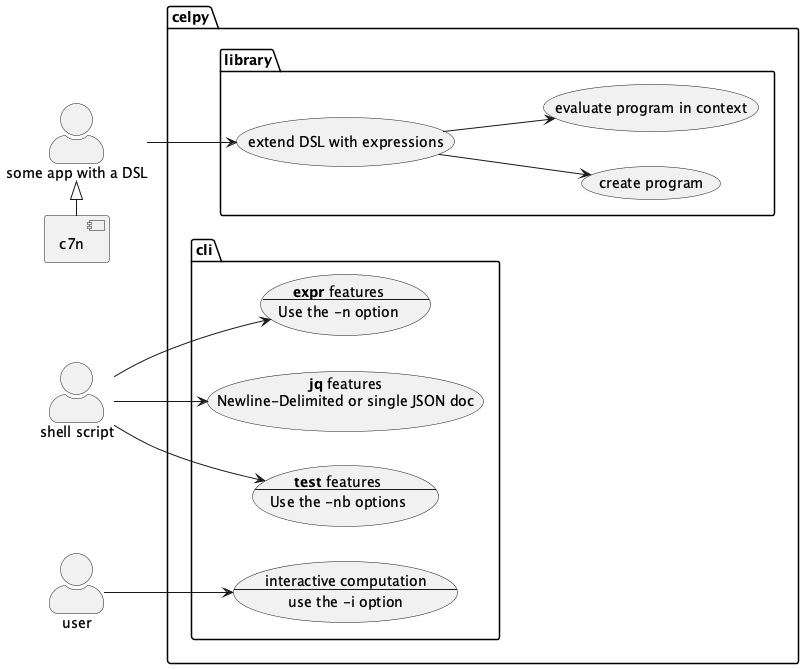 celpy
library
evaluate program in context
extend DSL with expressions
create program
some app with a DSL
c7n
cli
expr features
Use the -n option
jq features
Newline-Delimited or single JSON doc
shell script
test features
Use the -nb options
interactive computation
use the -i option
user